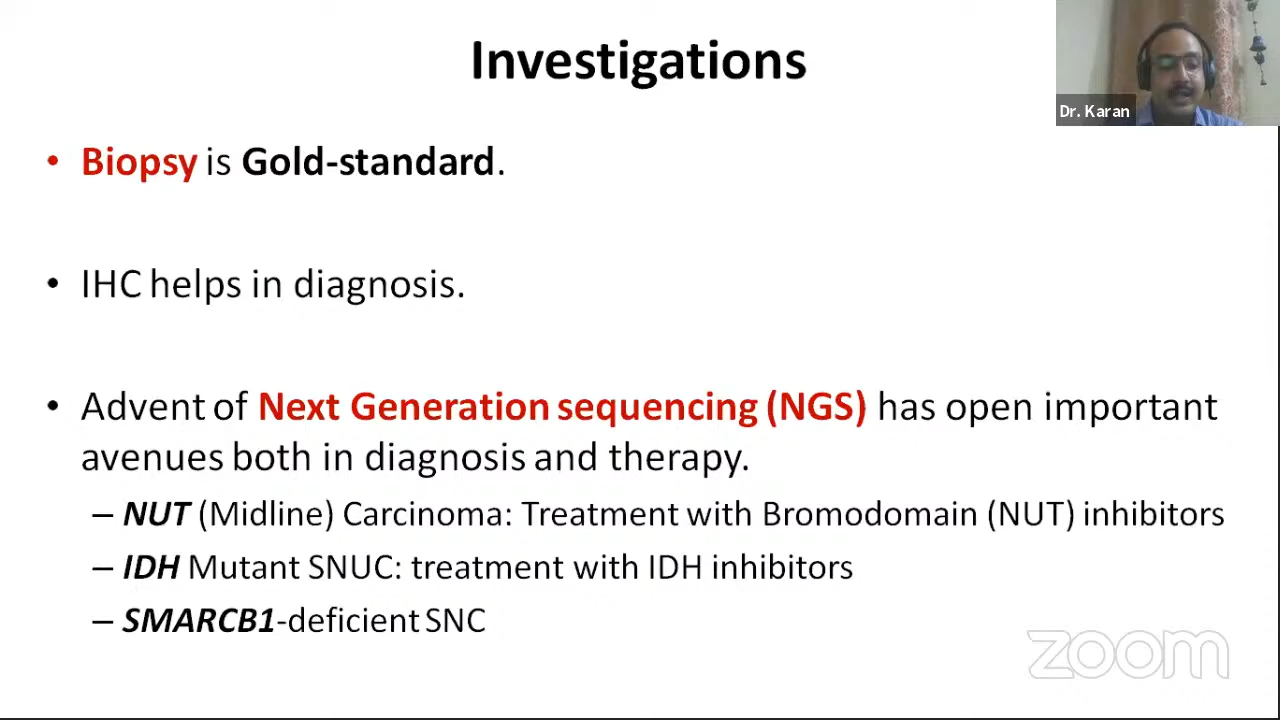 Investigations
Dr. Karan
• Biopsy is Gold-standard.
• IHC helps in diagnosis.
• Advent of Next Generation sequencing (NGS) has open important
avenues both in diagnosis and therapy.
– NUT (Midline) Carcinoma: Treatment with Bromodomain (NUT) inhibitors
– IDH Mutant SNUC: treatment with IDH inhibitors
– SMARCB1-deficient SNC
zoom